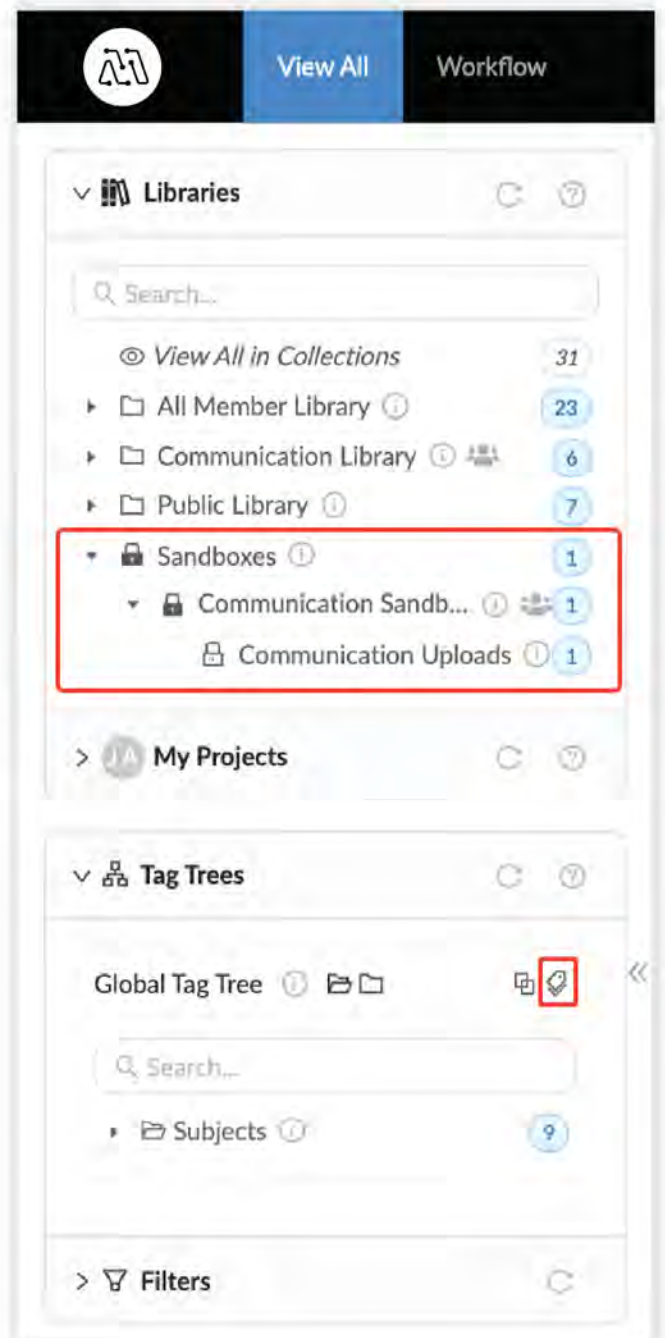 View All Workflow
Libraries
Search...
View All in Collections 31
All Member Library 23
Communication Library 6
Public Library 7
Sandboxes 1
Communication Sandb... 1
Communication Uploads 1
JA My Projects
Tag Trees
Global Tag Tree
Search...
Subjects 9
Filters